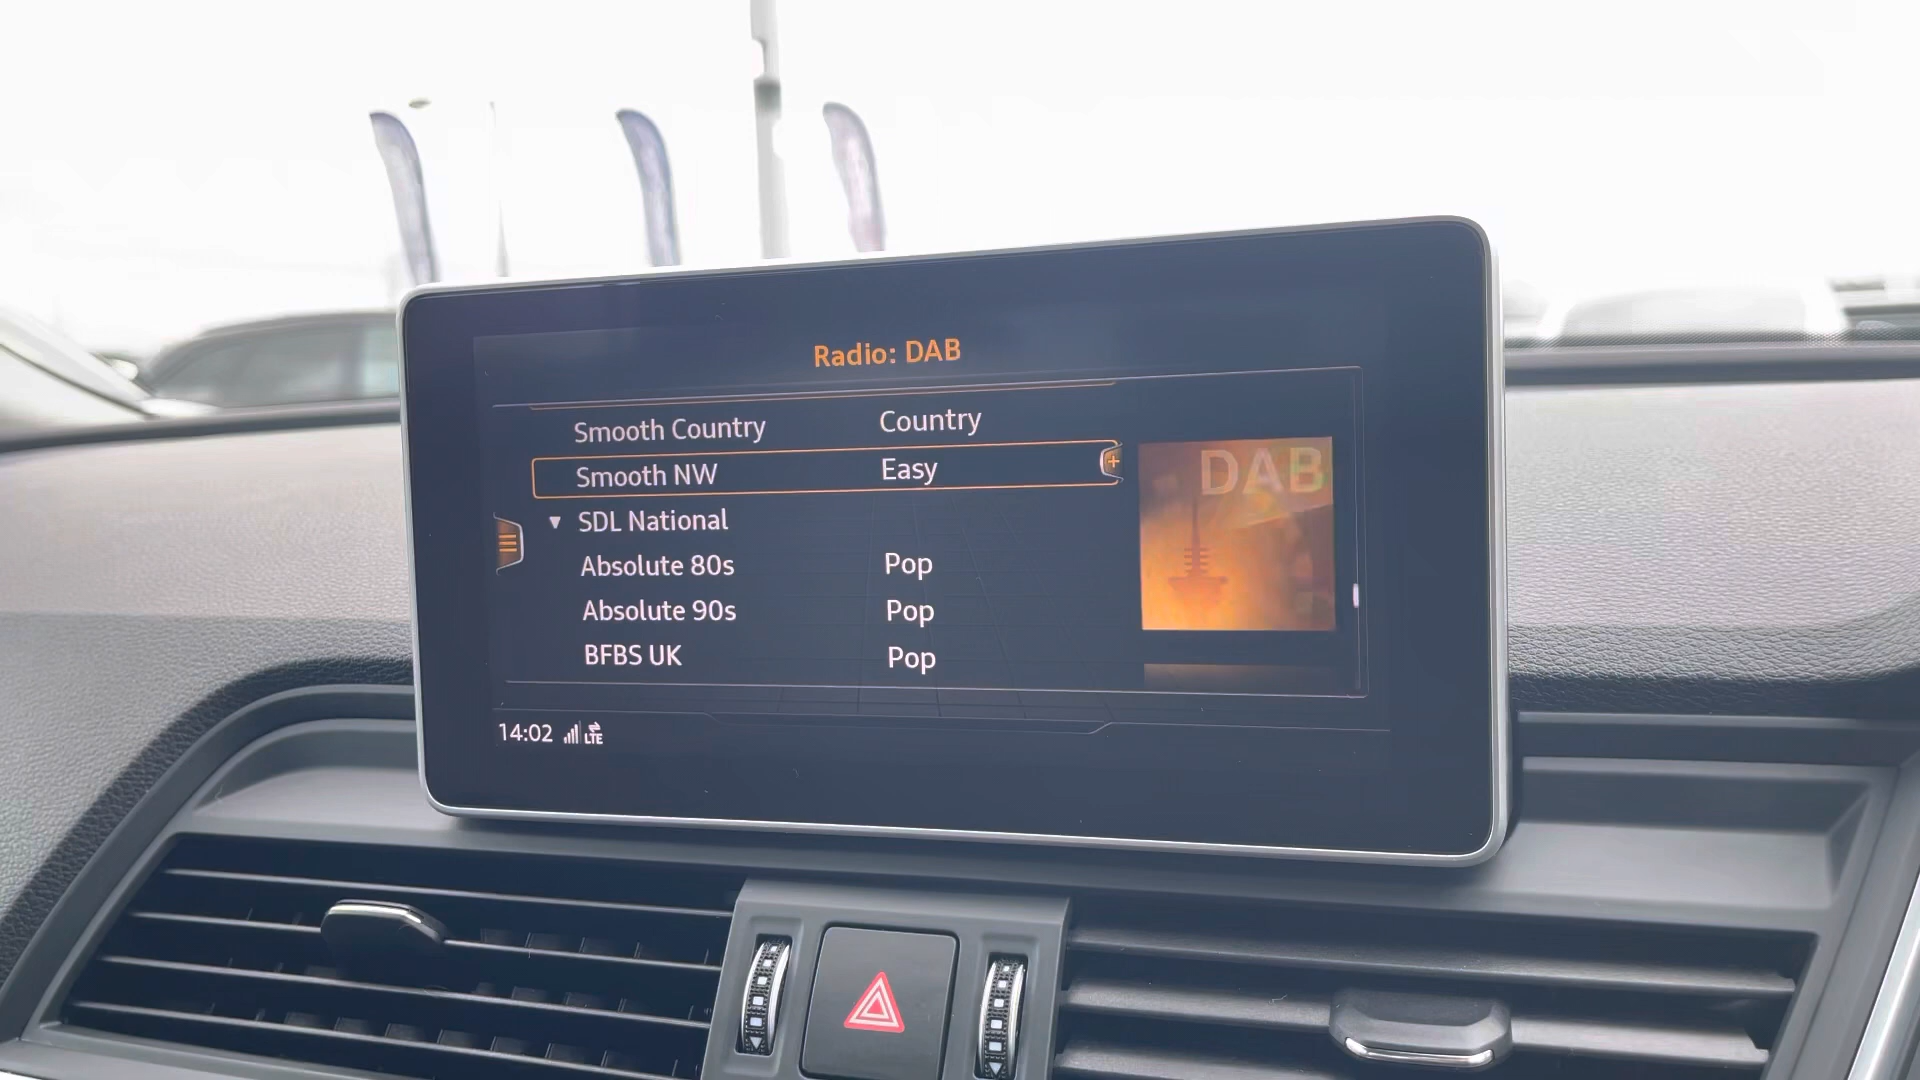 Radio: DAB
Smooth Country Country
Smooth NW Easy
SDL National
Absolute 80s Pop
Absolute 90s Pop
BFBS UK Pop
DAB
14:02 LTE